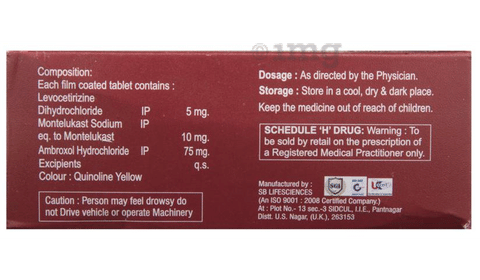 1mg
Composition:
Each film coated tablet contains :
Levocetirizine
Dihydrochloride IP 5 mg.
Montelukast Sodium IP
eq. to Montelukast 10 mg.
Ambroxol Hydrochloride IP 75 mg.
Excipients q.s.
Colour : Quinoline Yellow
Caution : Person may feel drowsy do
not Drive vehicle or operate Machinery
Dosage : As directed by the Physician.
Storage : Store in a cool, dry & dark place.
Keep the medicine out of reach of children.
SCHEDULE 'H' DRUG: Warning : To
be sold by retail on the prescription of
a Registered Medical Practitioner only.
Manufactured by :
SB LIFESCIENCES
(An ISO 9001 : 2008 Certified Company.)
At : Plot No.- 13 sec.-3 SIDCUL, I.I.E., Pantnagar
Distt. U.S. Nagar, (U.K.), 263153